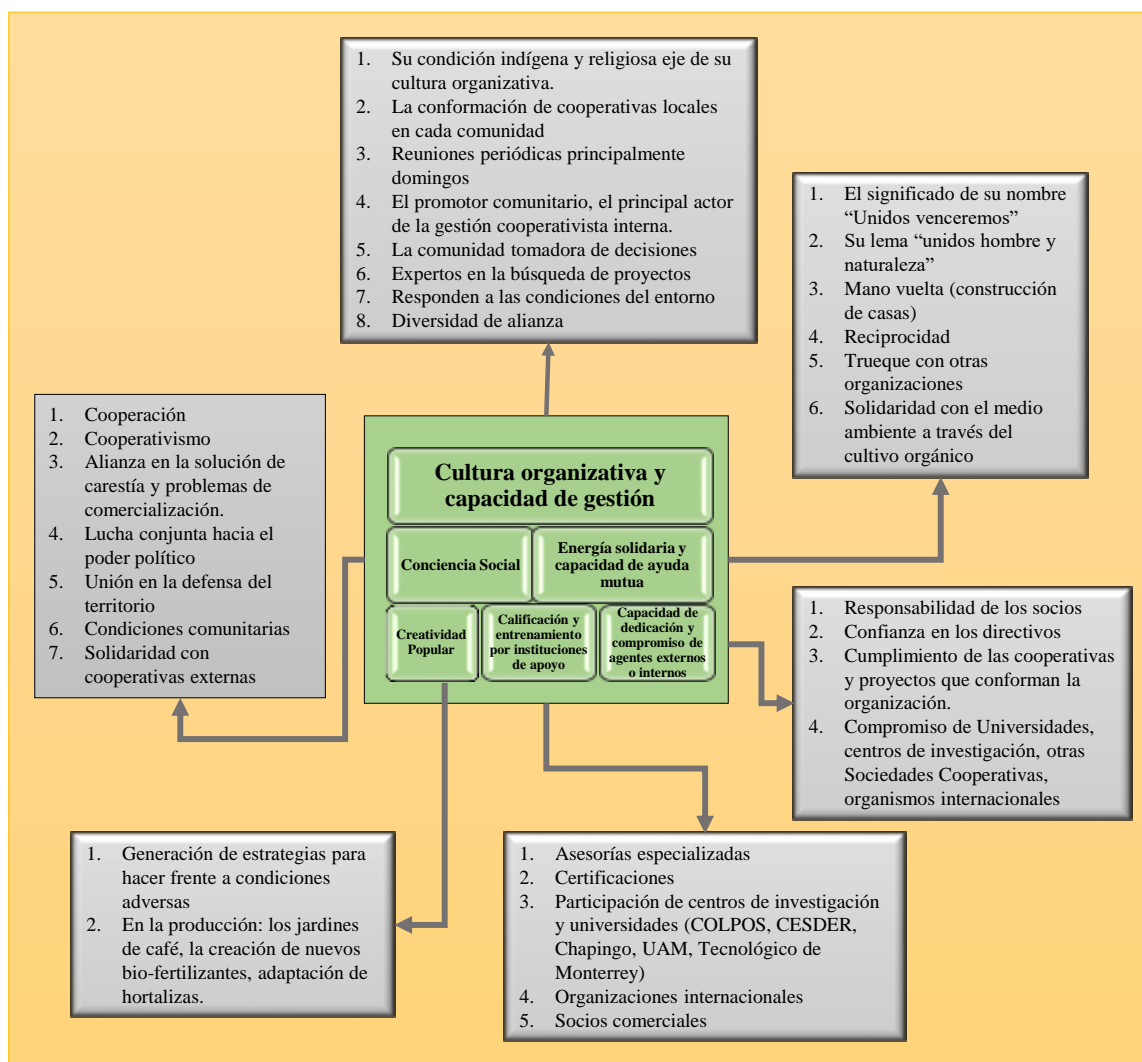 1. Su condición indígena y religiosa eje de su
cultura organizativa.
2. La conformación de cooperativas locales
en cada comunidad
3. Reuniones periódicas principalmente
domingos
4. El promotor comunitario, el principal actor
de la gestión cooperativista interna.
5. La comunidad tomadora de decisiones
6. Expertos en la búsqueda de proyectos
7. Responden a las condiciones del entorno
8. Diversidad de alianza
1. El significado de su nombre
“Unidos venceremos”
2. Su lema “unidos hombre y
naturaleza”
3. Mano vuelta (construcción
de casas)
4. Reciprocidad
5. Trueque con otras
organizaciones
6. Solidaridad con el medio
ambiente a través del
cultivo orgánico
1. Cooperación
2. Cooperativismo
3. Alianza en la solución de
carestía y problemas de
comercialización.
4. Lucha conjunta hacia el
poder político
5. Unión en la defensa del
territorio
6. Condiciones comunitarias
7. Solidaridad con
cooperativas externas
Cultura organizativa y
capacidad de gestión
Conciencia Social
Energía solidaria y
capacidad de ayuda
mutua
Creatividad
Popular
Calificación y
entrenamiento
por instituciones
de apoyo
Capacidad de
dedicación y
compromiso de
agentes externos
o internos
1. Responsabilidad de los socios
2. Confianza en los directivos
3. Cumplimiento de las cooperativas
y proyectos que conforman la
organización.
4. Compromiso de Universidades,
centros de investigación, otras
Sociedades Cooperativas,
organismos internacionales
1. Generación de estrategias para
hacer frente a condiciones
adversas
2. En la producción: los jardines
de café, la creación de nuevos
bio-fertilizantes, adaptación de
hortalizas.
1. Asesorías especializadas
2. Certificaciones
3. Participación de centros de investigación
y universidades (COLPOS, CESDER,
Chapingo, UAM, Tecnológico de
Monterrey)
4. Organizaciones internacionales
5. Socios comerciales